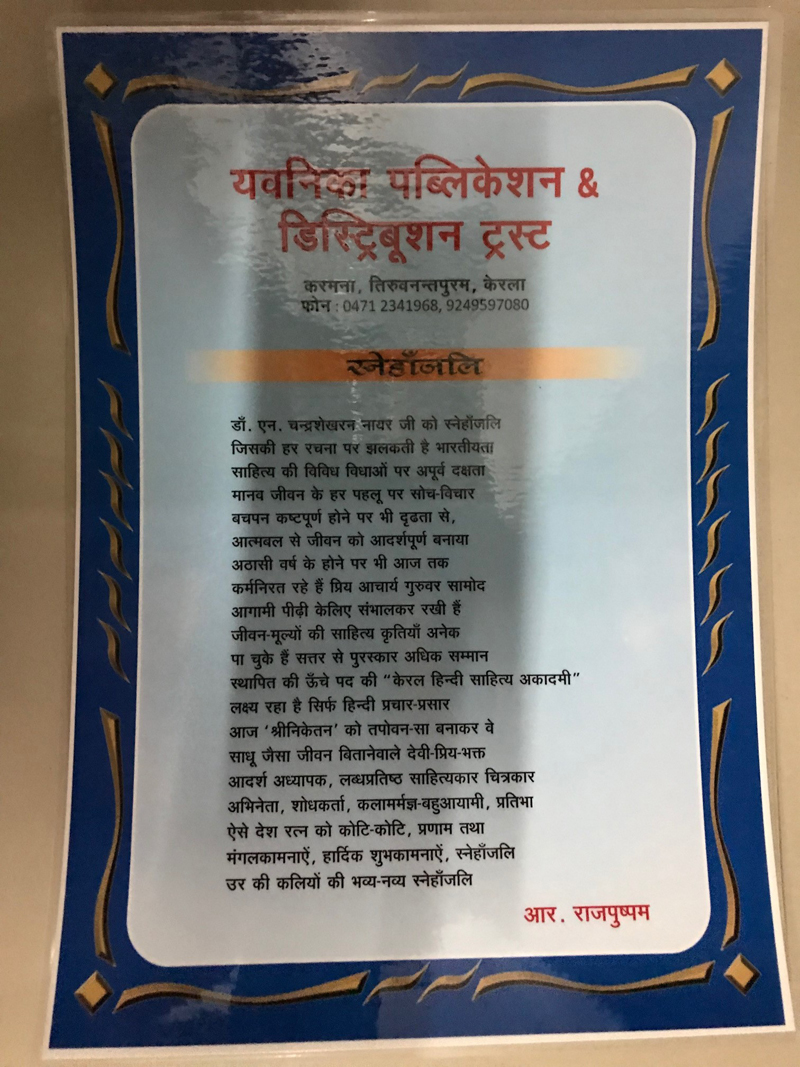 यवनिका पब्लिकेशन &
डिस्ट्रिबूशन ट्रस्ट
करमना, तिरुवनन्तपुरम, केरला
फोन : 0471 2341968, 9249597080
स्नेहाँजलि
डॉ. एन. चन्द्रशेखरन नायर जी को स्नेहाँजलि
जिसकी हर रचना पर झलकती है भारतीयता
साहित्य की विविध विधाओं पर अपूर्व दक्षता
मानव जीवन के हर पहलू पर सोच-विचार
बचपन कष्टपूर्ण होने पर भी दृढता से,
आत्मबल से जीवन को आदर्शपूर्ण बनाया
अठासी वर्ष के होने पर भी आज तक
कर्मनिरत रहे हैं प्रिय आचार्य गुरुवर सामोद
आगामी पीढ़ी केलिए संभालकर रखी हैं
जीवन-मूल्यों की साहित्य कृतियाँ अनेक
पा चुके हैं सत्तर से पुरस्कार अधिक सम्मान
स्थापित की ऊँचे पद की “केरल हिन्दी साहित्य अकादमी”
लक्ष्य रहा है सिर्फ हिन्दी प्रचार-प्रसार
आज ‘श्रीनिकेतन’ को तपोवन-सा बनाकर वे
साधू जैसा जीवन बितानेवाले देवी-प्रिय-भक्त
आदर्श अध्यापक, लब्धप्रतिष्ठ साहित्यकार चित्रकार
अभिनेता, शोधकर्ता, कलामर्मज्ञ-बहुआयामी, प्रतिभा
ऐसे देश रत्न को कोटि-कोटि, प्रणाम तथा
मंगलकामनाऐं, हार्दिक शुभकामनाऐं, स्नेहाँजलि
उर की कलियों की भव्य-नव्य स्नेहाँजलि
आर. राजपुष्पम